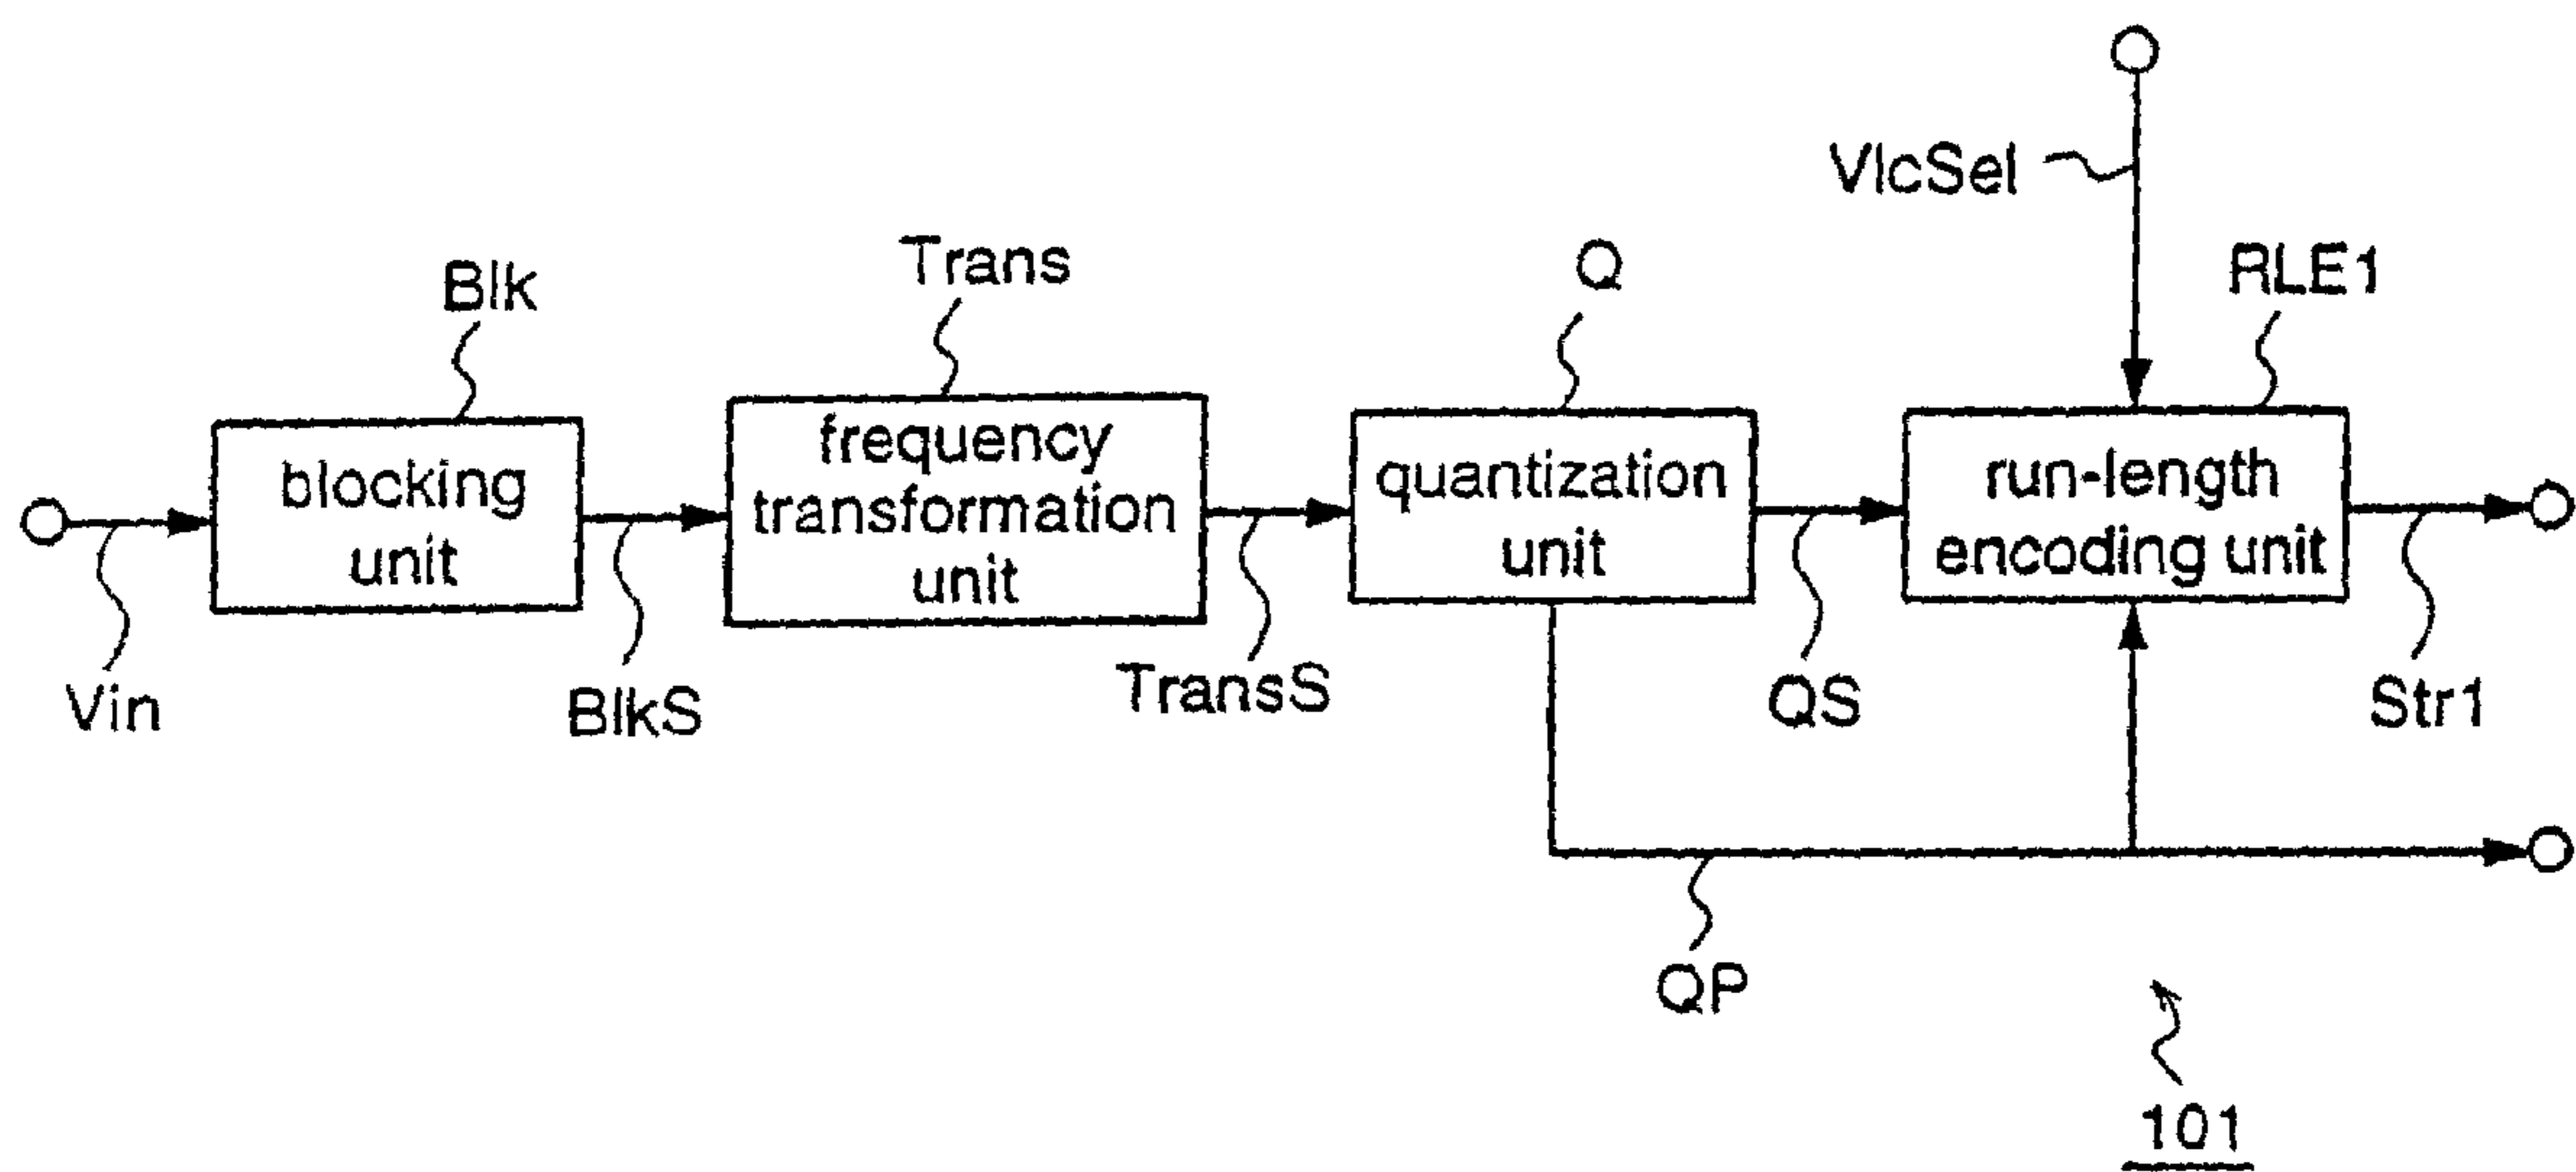 VlcSel
Blk
Trans
Q
RLE1
blocking
unit
frequency
transformation
unit
quantization
unit
run-length
encoding unit
Vin
BlkS
TransS
QS
Str1
QP
101